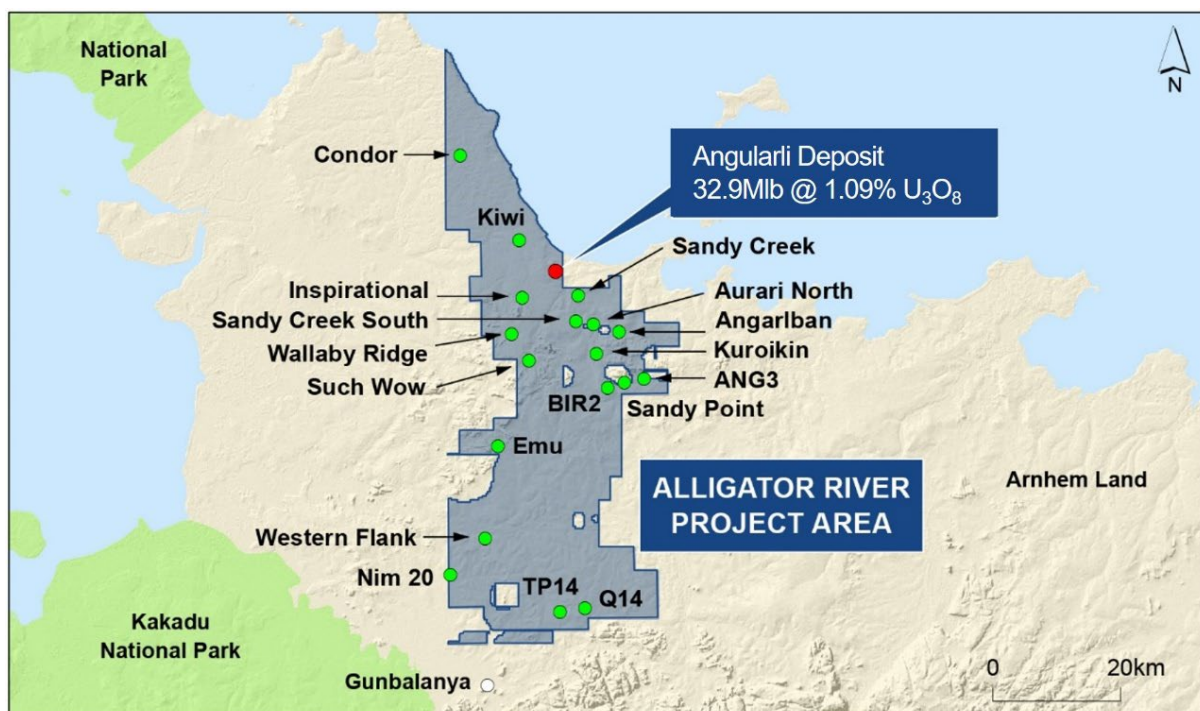 National
Park
N
Condor
Angularli Deposit
32.9Mlb @ 1.09% U₃O₈
Kiwi
Sandy Creek
Inspirational
Aurari North
Sandy Creek South
Angarlban
Wallaby Ridge
Kuroikin
Such Wow
ANG3
BIR2
Sandy Point
Emu
ALLIGATOR RIVER
PROJECT AREA
Arnhem Land
Western Flank
Nim 20
TP14
Q14
Kakadu
National Park
Gunbalanya
0
20km